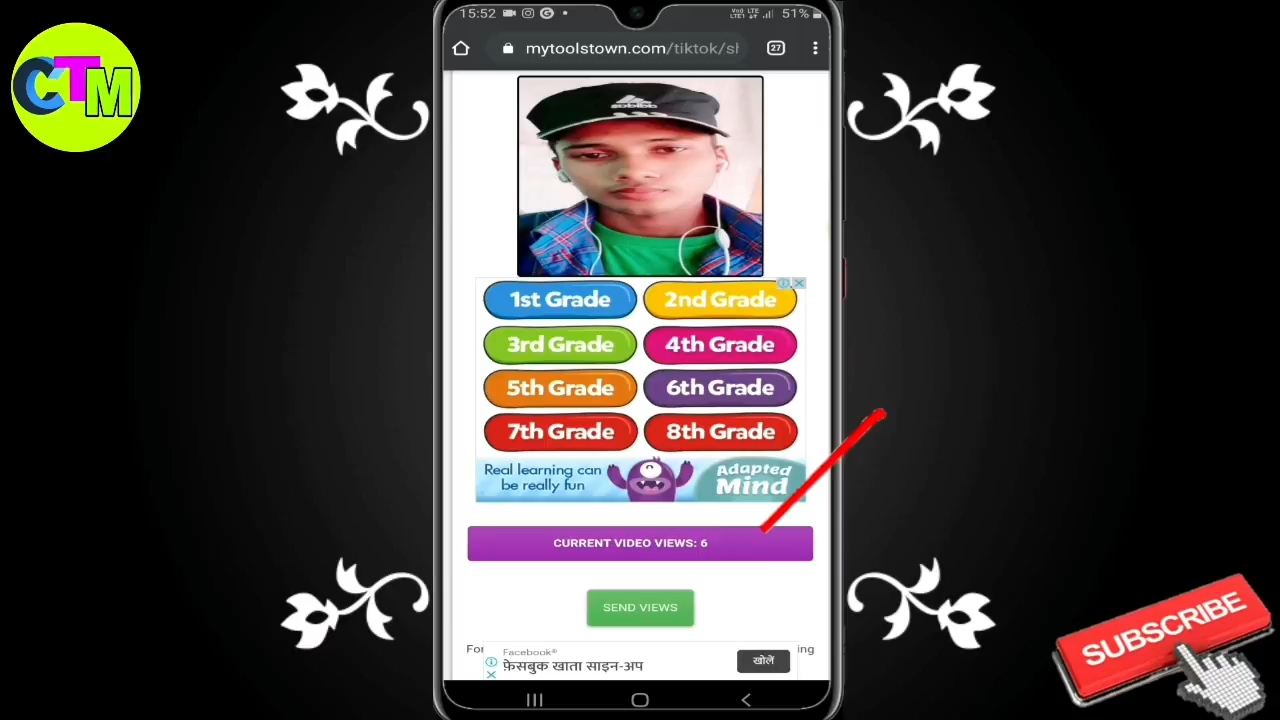 CTM
15:52
51%
mytoolstown.com/tiktok/sl
27
1st Grade
2nd Grade
3rd Grade
4th Grade
5th Grade
6th Grade
7th Grade
8th Grade
Real learning can
be really fun
Adapted
Mind
CURRENT VIDEO VIEWS: 6
SEND VIEWS
For
ing
Facebook®
फ़ेसबुक खाता साइन-अप
खोलें
SUBSCRIBE